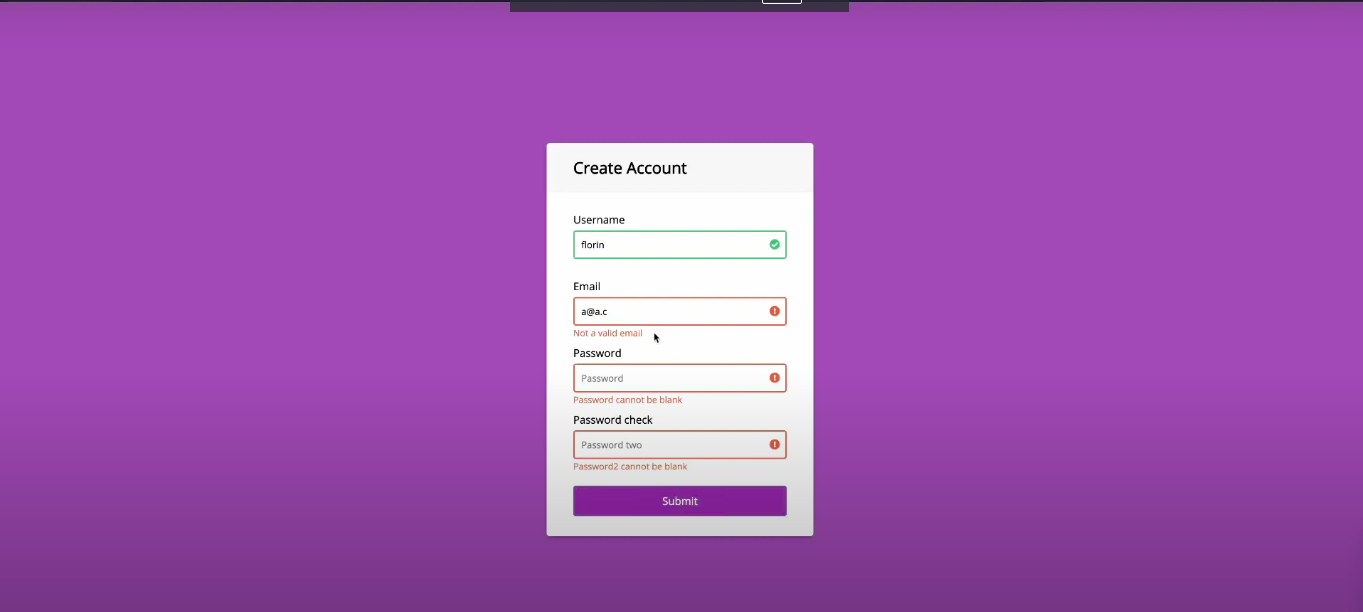 Create Account
Username
florin
Email
a@a.c
Not a valid email
Password
Password
Password cannot be blank
Password check
Password two
Password2 cannot be blank
Submit